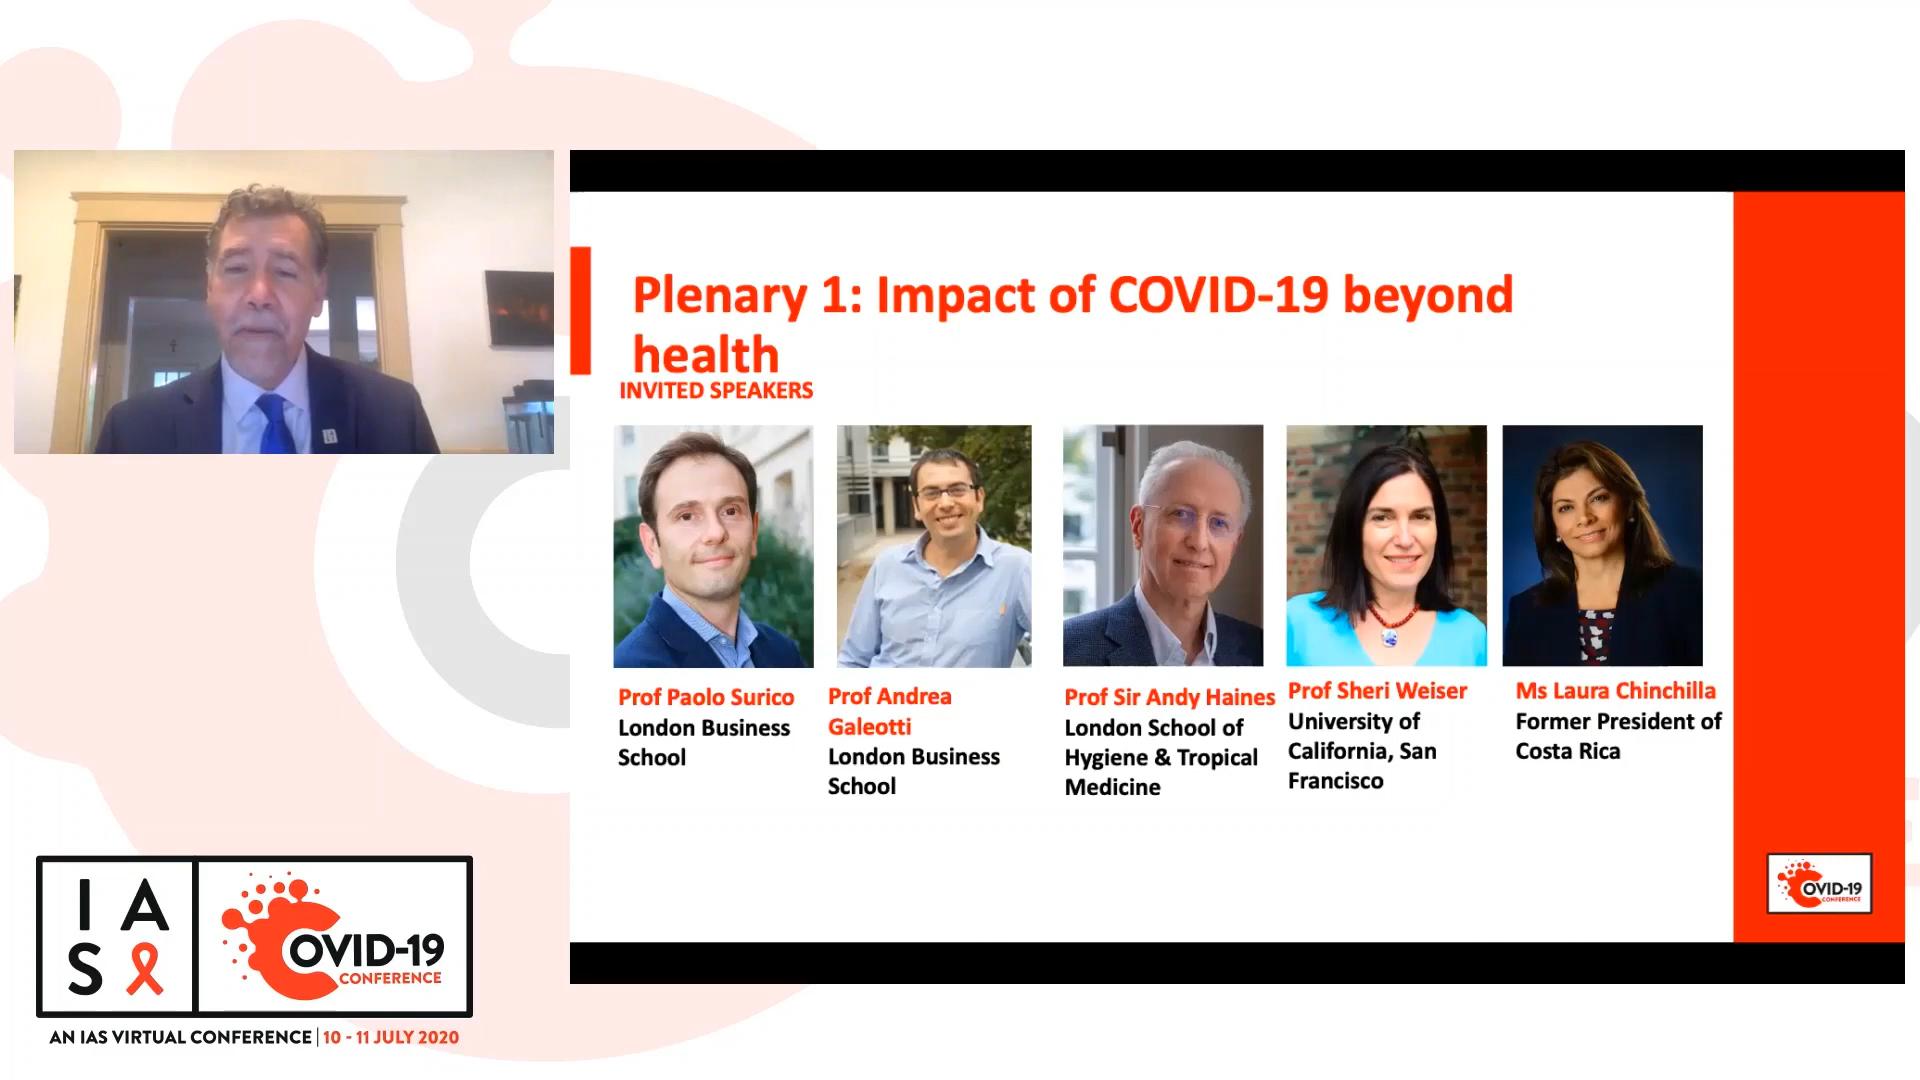 Plenary 1: Impact of COVID-19 beyond
health
INVITED SPEAKERS
Prof Paolo Surico
London Business
School
Prof Andrea
Galeotti
London Business
School
Prof Sir Andy Haines
London School of
Hygiene & Tropical
Medicine
Prof Sheri Weiser
University of
California, San
Francisco
Ms Laura Chinchilla
Former President of
Costa Rica
OVID-19
CONFERENCE
I A
S
OVID-19
CONFERENCE
AN IAS VIRTUAL CONFERENCE | 10 - 11 JULY 2020